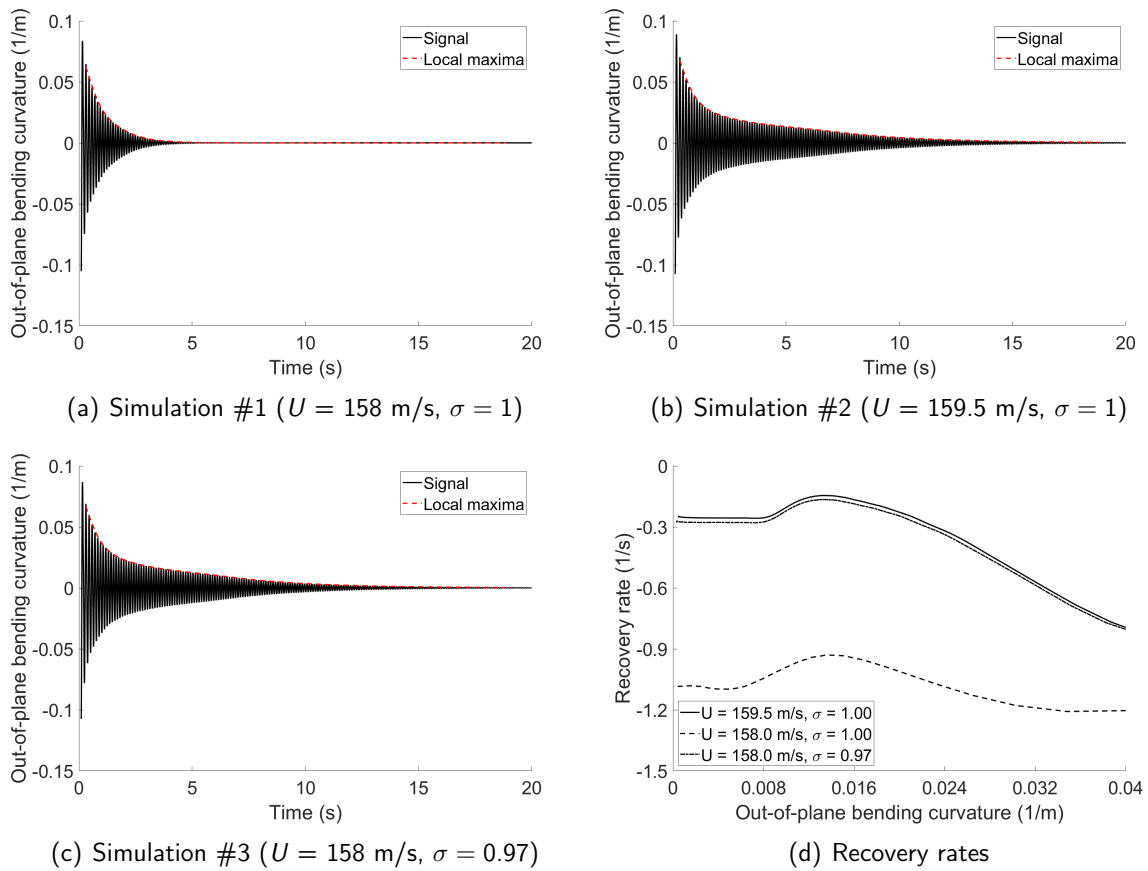 0.1
0.05
0
-0.05
-0.1
-0.15
Out-of-plane bending curvature (1/m)
Signal
Local maxima
0 5 10 15 20
Time (s)
(a) Simulation #1 (U = 158 m/s, σ = 1)
0.1
0.05
0
-0.05
-0.1
-0.15
Out-of-plane bending curvature (1/m)
Signal
Local maxima
0 5 10 15 20
Time (s)
(b) Simulation #2 (U = 159.5 m/s, σ = 1)
0.1
0.05
0
-0.05
-0.1
-0.15
Out-of-plane bending curvature (1/m)
Signal
Local maxima
0 5 10 15 20
Time (s)
(c) Simulation #3 (U = 158 m/s, σ = 0.97)
0
-0.3
-0.6
-0.9
-1.2
-1.5
Recovery rate (1/s)
U = 159.5 m/s, σ = 1.00
U = 158.0 m/s, σ = 1.00
U = 158.0 m/s, σ = 0.97
0 0.008 0.016 0.024 0.032 0.04
Out-of-plane bending curvature (1/m)
(d) Recovery rates